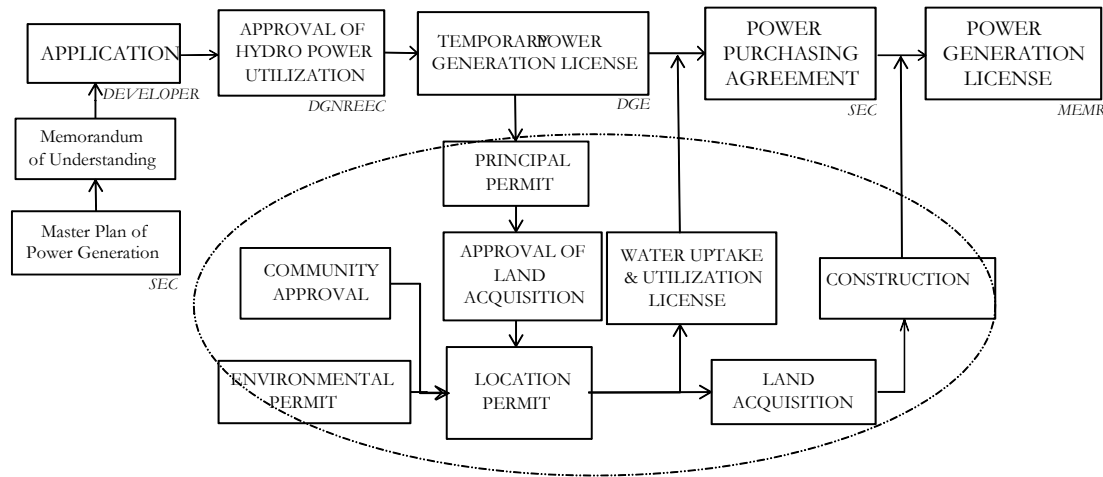 APPLICATION
DEVELOPER
APPROVAL OF
HYDRO POWER
UTILIZATION
DGNREEC
TEMPORARY POWER
GENERATION LICENSE
DGE
POWER
PURCHASING
AGREEMENT
SEC
POWER
GENERATION
LICENSE
MEMR
Memorandum
of Understanding
Master Plan of
Power Generation
SEC
PRINCIPAL
PERMIT
APPROVAL OF
LAND
ACQUISITION
WATER UPTAKE
& UTILIZATION
LICENSE
CONSTRUCTION
COMMUNITY
APPROVAL
ENVIRONMENTAL
PERMIT
LOCATION
PERMIT
LAND
ACQUISITION